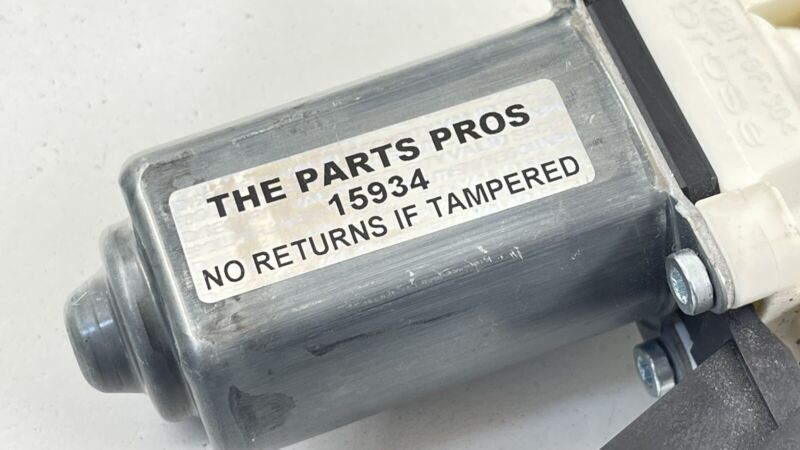 THE PARTS PROS
15934
NO RETURNS IF TAMPERED